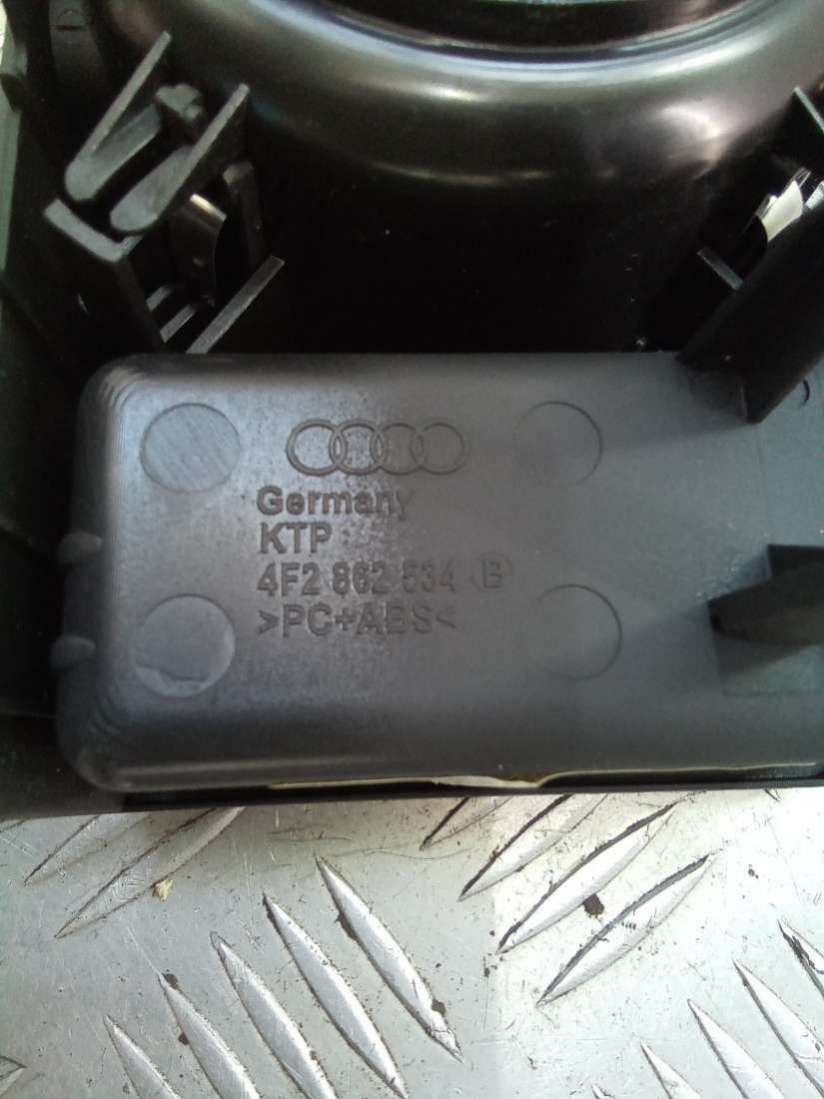 Germany
KTP
4F2 862 534 B
>PC+ABS<